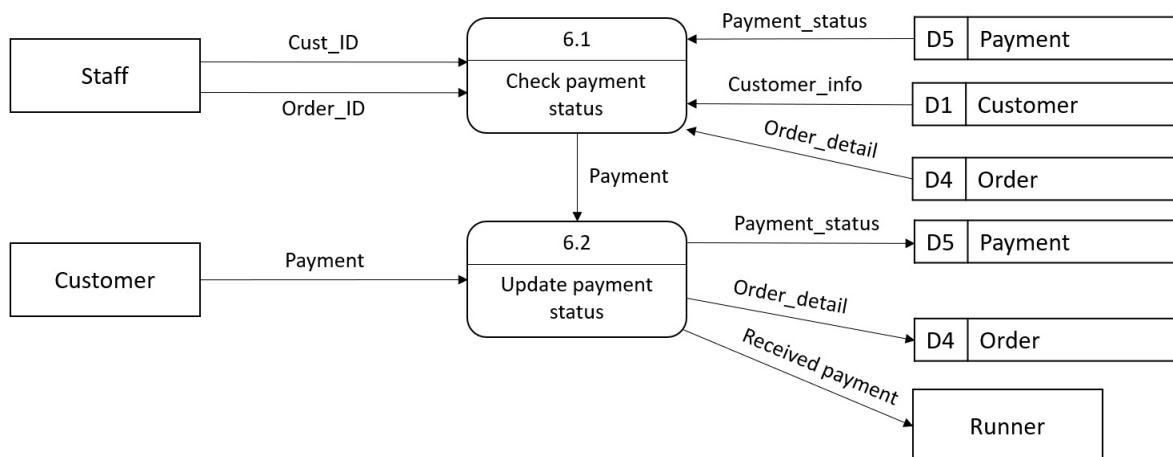 Staff
Cust_ID
Order_ID
6.1
Check payment
status
Payment_status
D5 Payment
Customer_info
D1 Customer
Order_detail
D4 Order
Payment
Customer
Payment
6.2
Update payment
status
Payment_status
D5 Payment
Order_detail
D4 Order
Received payment
Runner